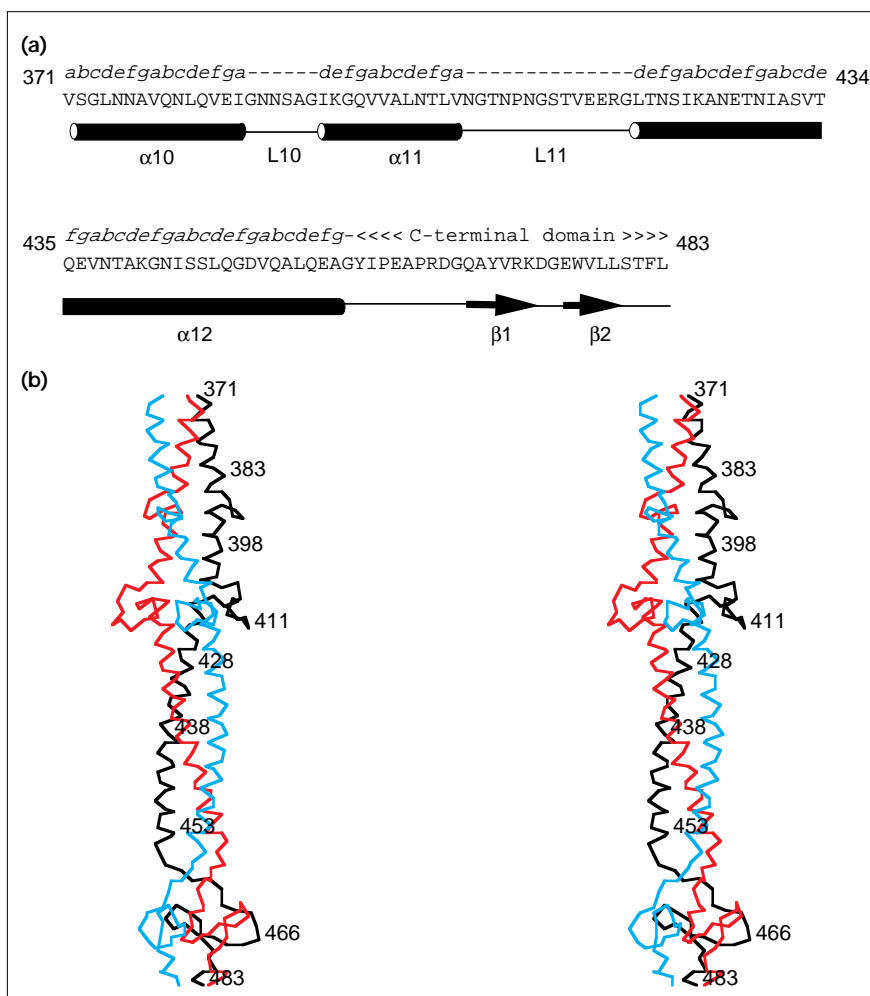 (a)
abcdefgabcdefga------defgabcdefga--------------defgabcdefgabcde
371 VSGLNNAVQNLQVEIGNNSAGIKGQVVALNTLVNGTNPNGSTVEERGLTNSIKANETNIASVT 434
α10 L10 α11 L11
fgabcdefgabcdefgabcdefg-<<<< C-terminal domain >>>>
435 QEVNTAKGNISSLQGDVQALQEAGYIPEAPRDGQAYVRKDGEWVLLSTFL 483
α12 β1 β2
(b)
371 371
383 383
398 398
411 411
428 428
438 438
453 453
466 466
483 483